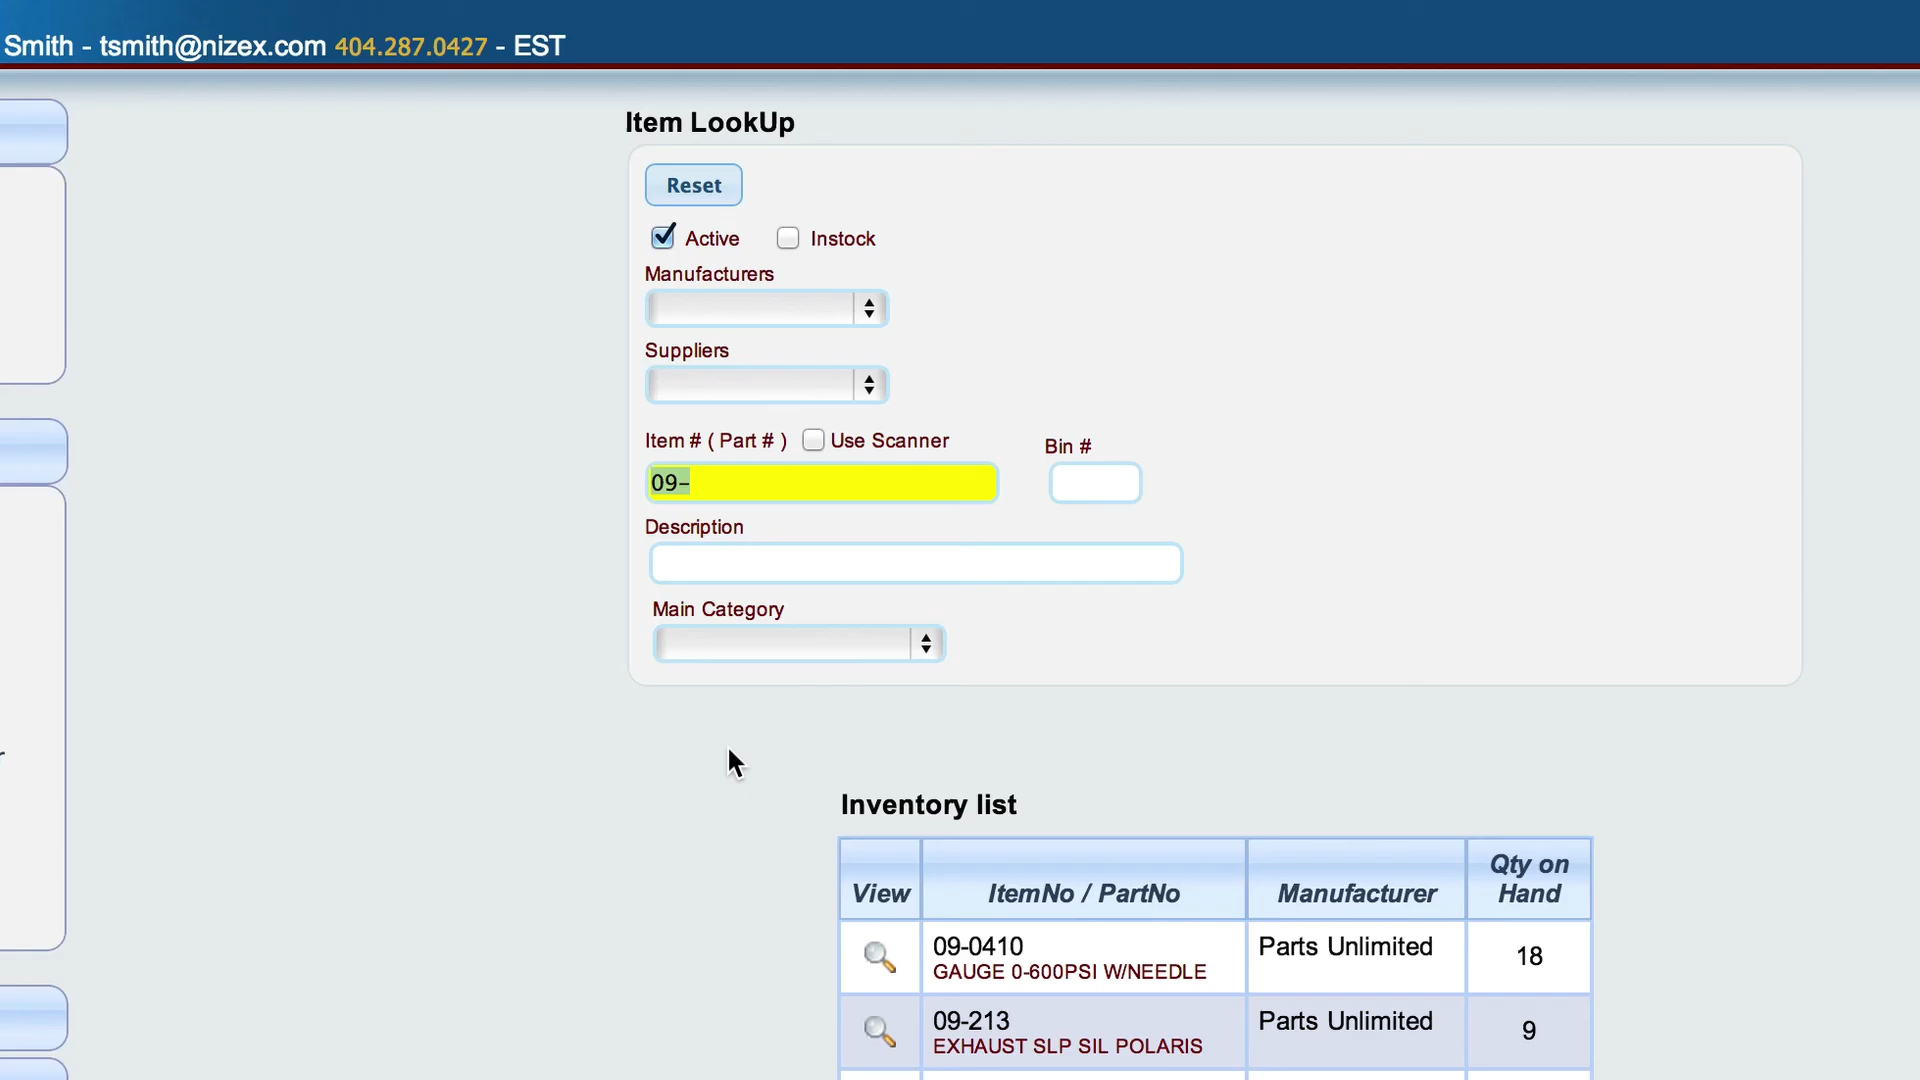 Smith - tsmith@nizex.com 404.287.0427 - EST
Item LookUp
Reset
Active Instock
Manufacturers
Suppliers
Item # ( Part # ) Use Scanner Bin #
09-
Description
Main Category
Inventory list
View ItemNo / PartNo Manufacturer Qty on Hand
09-0410 Parts Unlimited 18
GAUGE 0-600PSI W/NEEDLE
09-213 Parts Unlimited 9
EXHAUST SLP SIL POLARIS